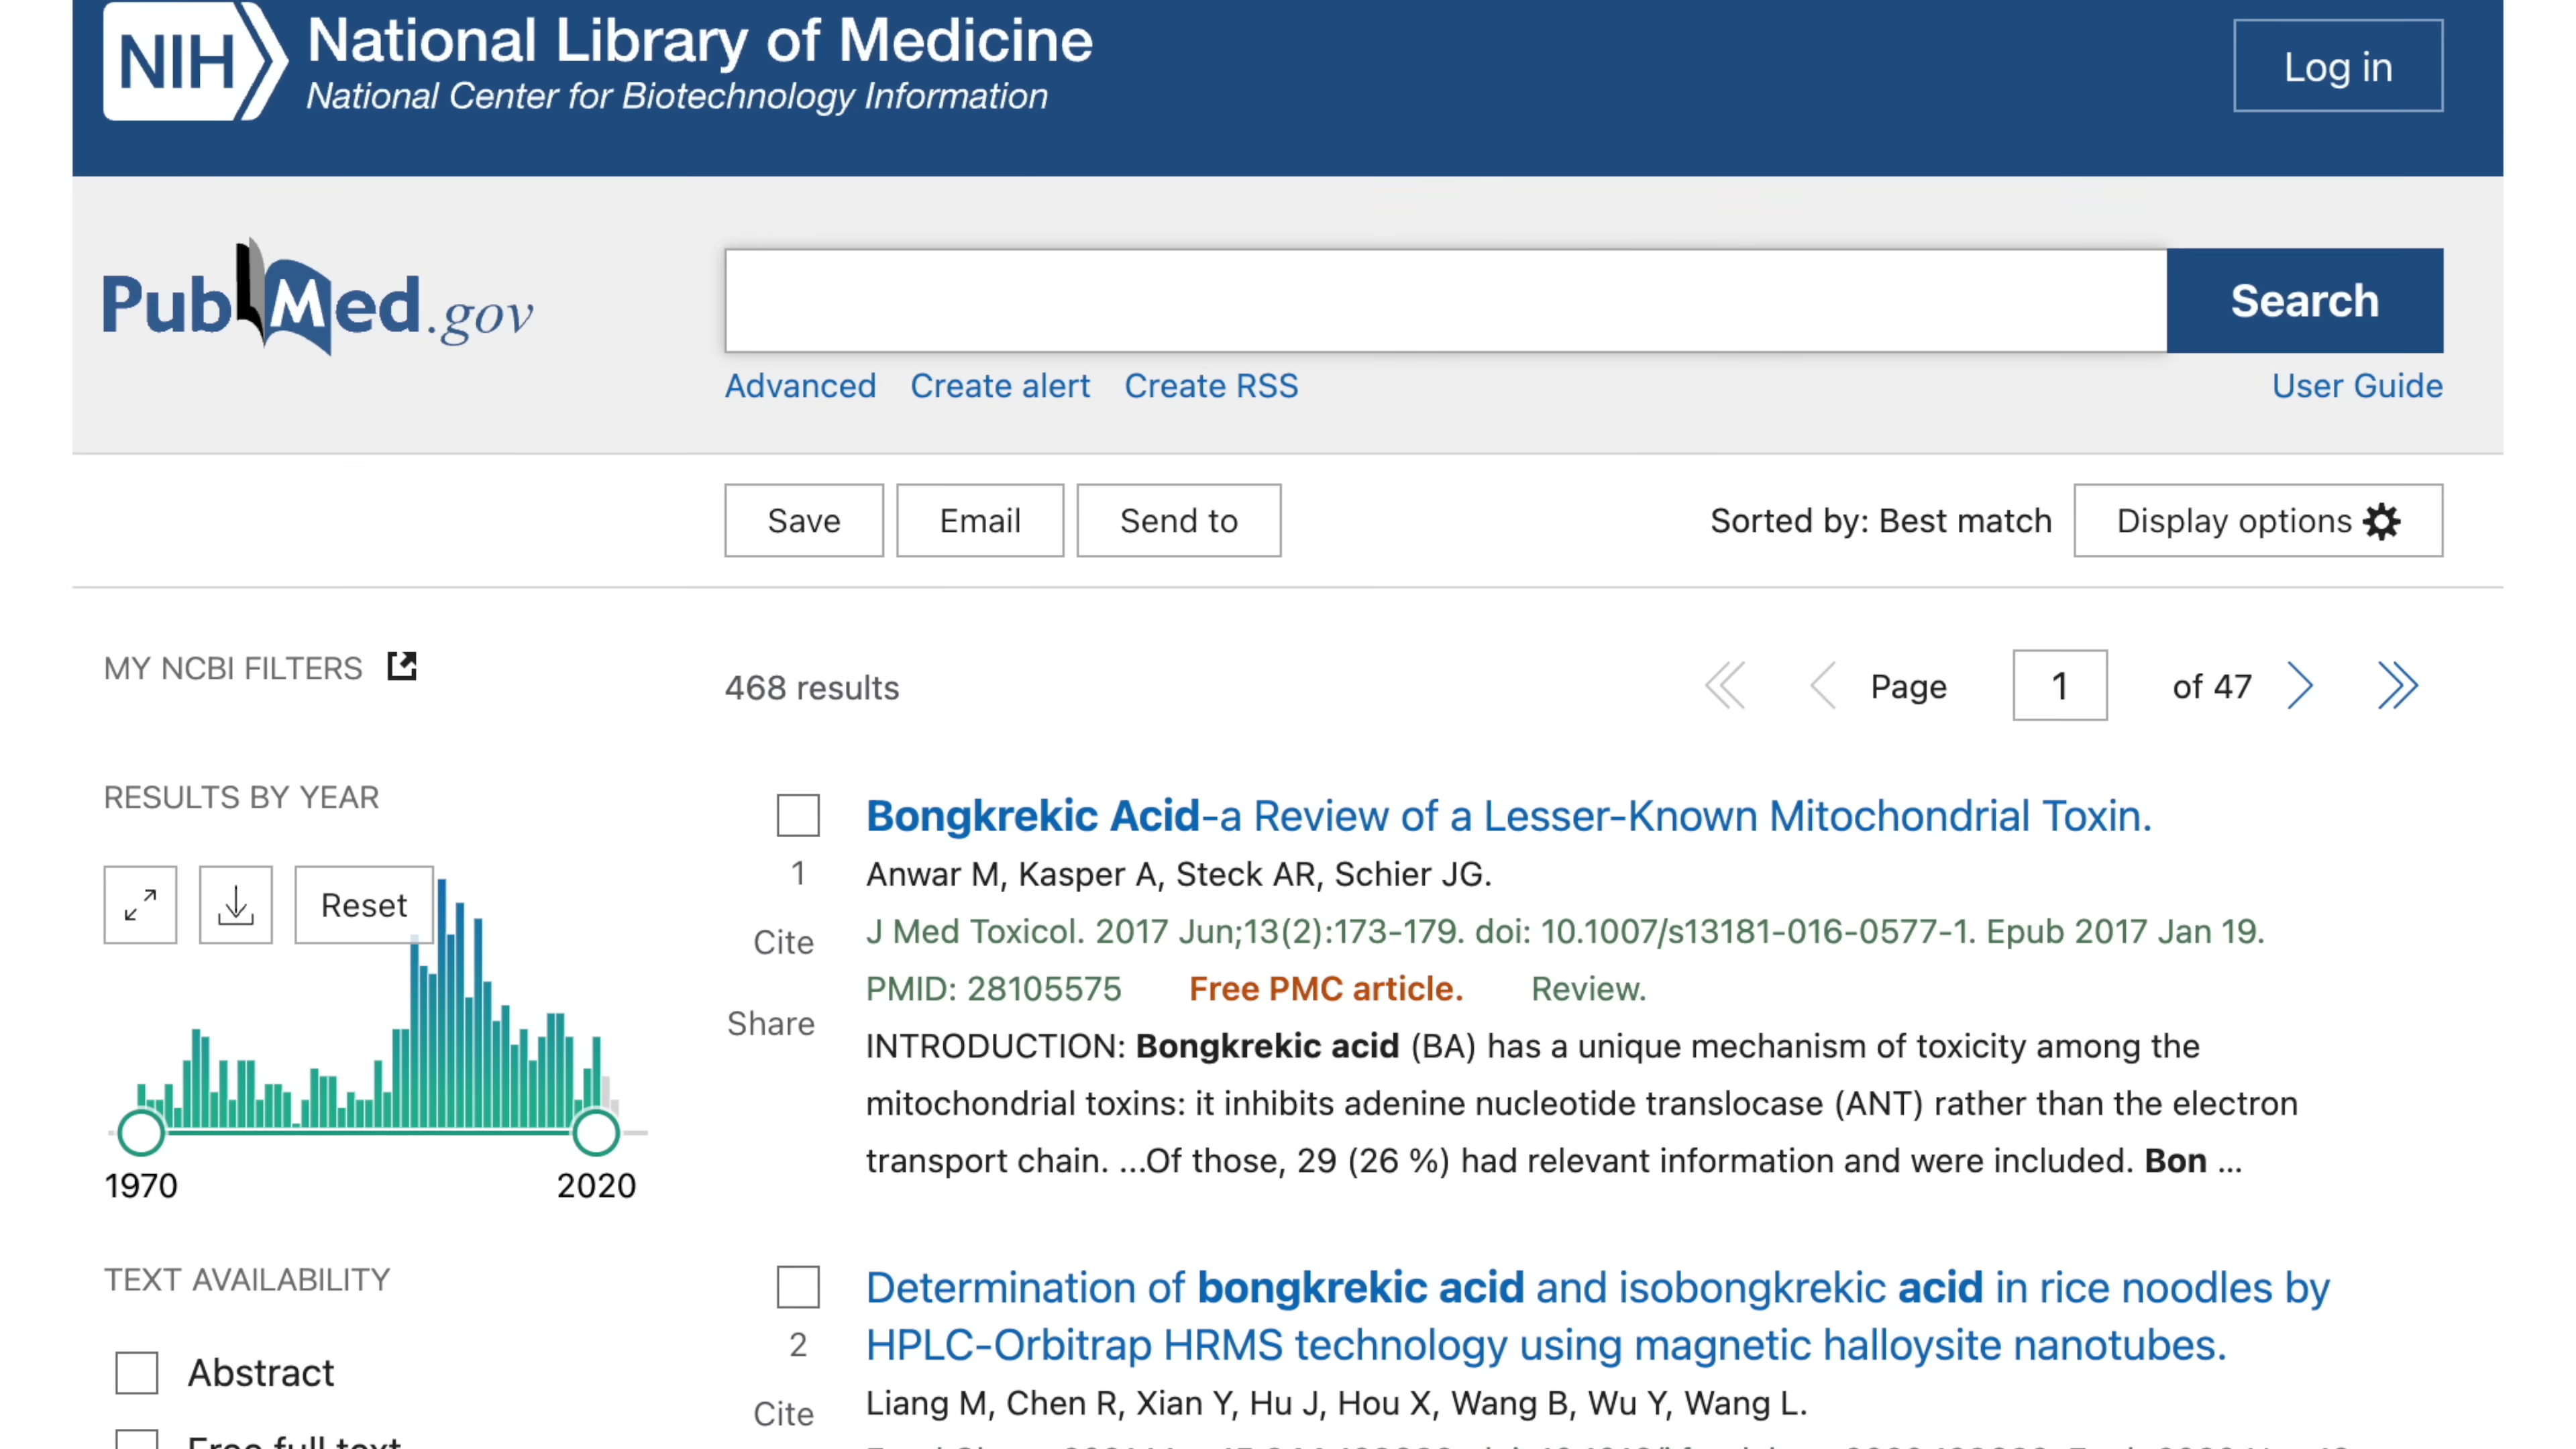 NIH National Library of Medicine
National Center for Biotechnology Information
Log in
PubMed.gov
Search
Advanced Create alert Create RSS
User Guide
Save Email Send to
Sorted by: Best match Display options
MY NCBI FILTERS
468 results
Page 1 of 47
RESULTS BY YEAR
Reset
1970 2020
TEXT AVAILABILITY
Abstract
Free full text
1
Cite
Share
Bongkrekic Acid-a Review of a Lesser-Known Mitochondrial Toxin.
Anwar M, Kasper A, Steck AR, Schier JG.
J Med Toxicol. 2017 Jun;13(2):173-179. doi: 10.1007/s13181-016-0577-1. Epub 2017 Jan 19.
PMID: 28105575 Free PMC article. Review.
INTRODUCTION: Bongkrekic acid (BA) has a unique mechanism of toxicity among the
mitochondrial toxins: it inhibits adenine nucleotide translocase (ANT) rather than the electron
transport chain. ...Of those, 29 (26 %) had relevant information and were included. Bon ...
2
Cite
Determination of bongkrekic acid and isobongkrekic acid in rice noodles by
HPLC-Orbitrap HRMS technology using magnetic halloysite nanotubes.
Liang M, Chen R, Xian Y, Hu J, Hou X, Wang B, Wu Y, Wang L.